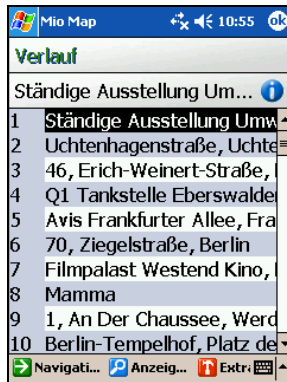 Mio Map 10:55 ok
Verlauf
Ständige Ausstellung Um...
1 Ständige Ausstellung Umw
2 Uchtenhagenstraße, Uchte
3 46, Erich-Weinert-Straße,
4 Q1 Tankstelle Eberswalder
5 Avis Frankfurter Allee, Fra
6 70, Ziegelstraße, Berlin
7 Filmpalast Westend Kino,
8 Mamma
9 1, An Der Chaussee, Werd
10 Berlin-Tempelhof, Platz de
Navigati... Anzeig... Extra